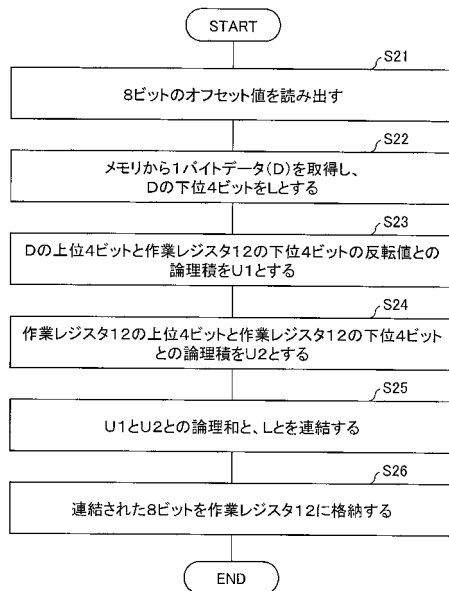 START
S21
8ビットのオフセット値を読み出す
S22
メモリから1バイトデータ(D)を取得し、
Dの下位4ビットをLとする
S23
Dの上位4ビットと作業レジスタ12の下位4ビットの反転値との
論理積をU1とする
S24
作業レジスタ12の上位4ビットと作業レジスタ12の下位4ビット
との論理積をU2とする
S25
U1とU2との論理和と、Lとを連結する
S26
連結された8ビットを作業レジスタ12に格納する
END